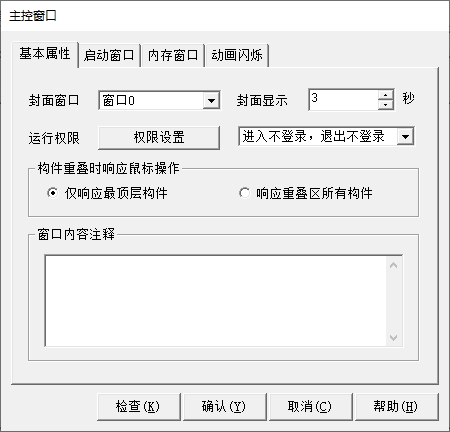 主控窗口
基本属性 启动窗口 内存窗口 动画闪烁
封面窗口 窗口0 封面显示 3 秒
运行权限 权限设置 进入不登录，退出不登录
构件重叠时响应鼠标操作
仅响应最顶层构件 响应重叠区所有构件
窗口内容注释
检查(K) 确认(Y) 取消(C) 帮助(H)